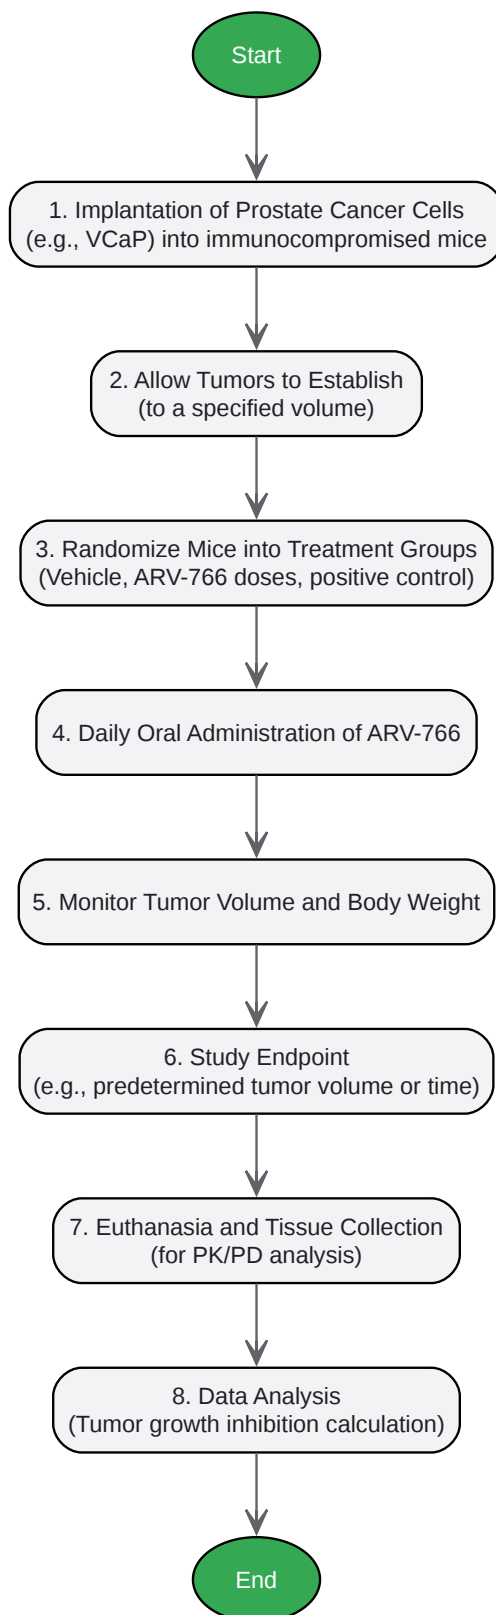 Start
1. Implantation of Prostate Cancer Cells
(e.g., VCaP) into immunocompromised mice
2. Allow Tumors to Establish
(to a specified volume)
3. Randomize Mice into Treatment Groups
(Vehicle, ARV-766 doses, positive control)
4. Daily Oral Administration of ARV-766
5. Monitor Tumor Volume and Body Weight
6. Study Endpoint
(e.g., predetermined tumor volume or time)
7. Euthanasia and Tissue Collection
(for PK/PD analysis)
8. Data Analysis
(Tumor growth inhibition calculation)
End